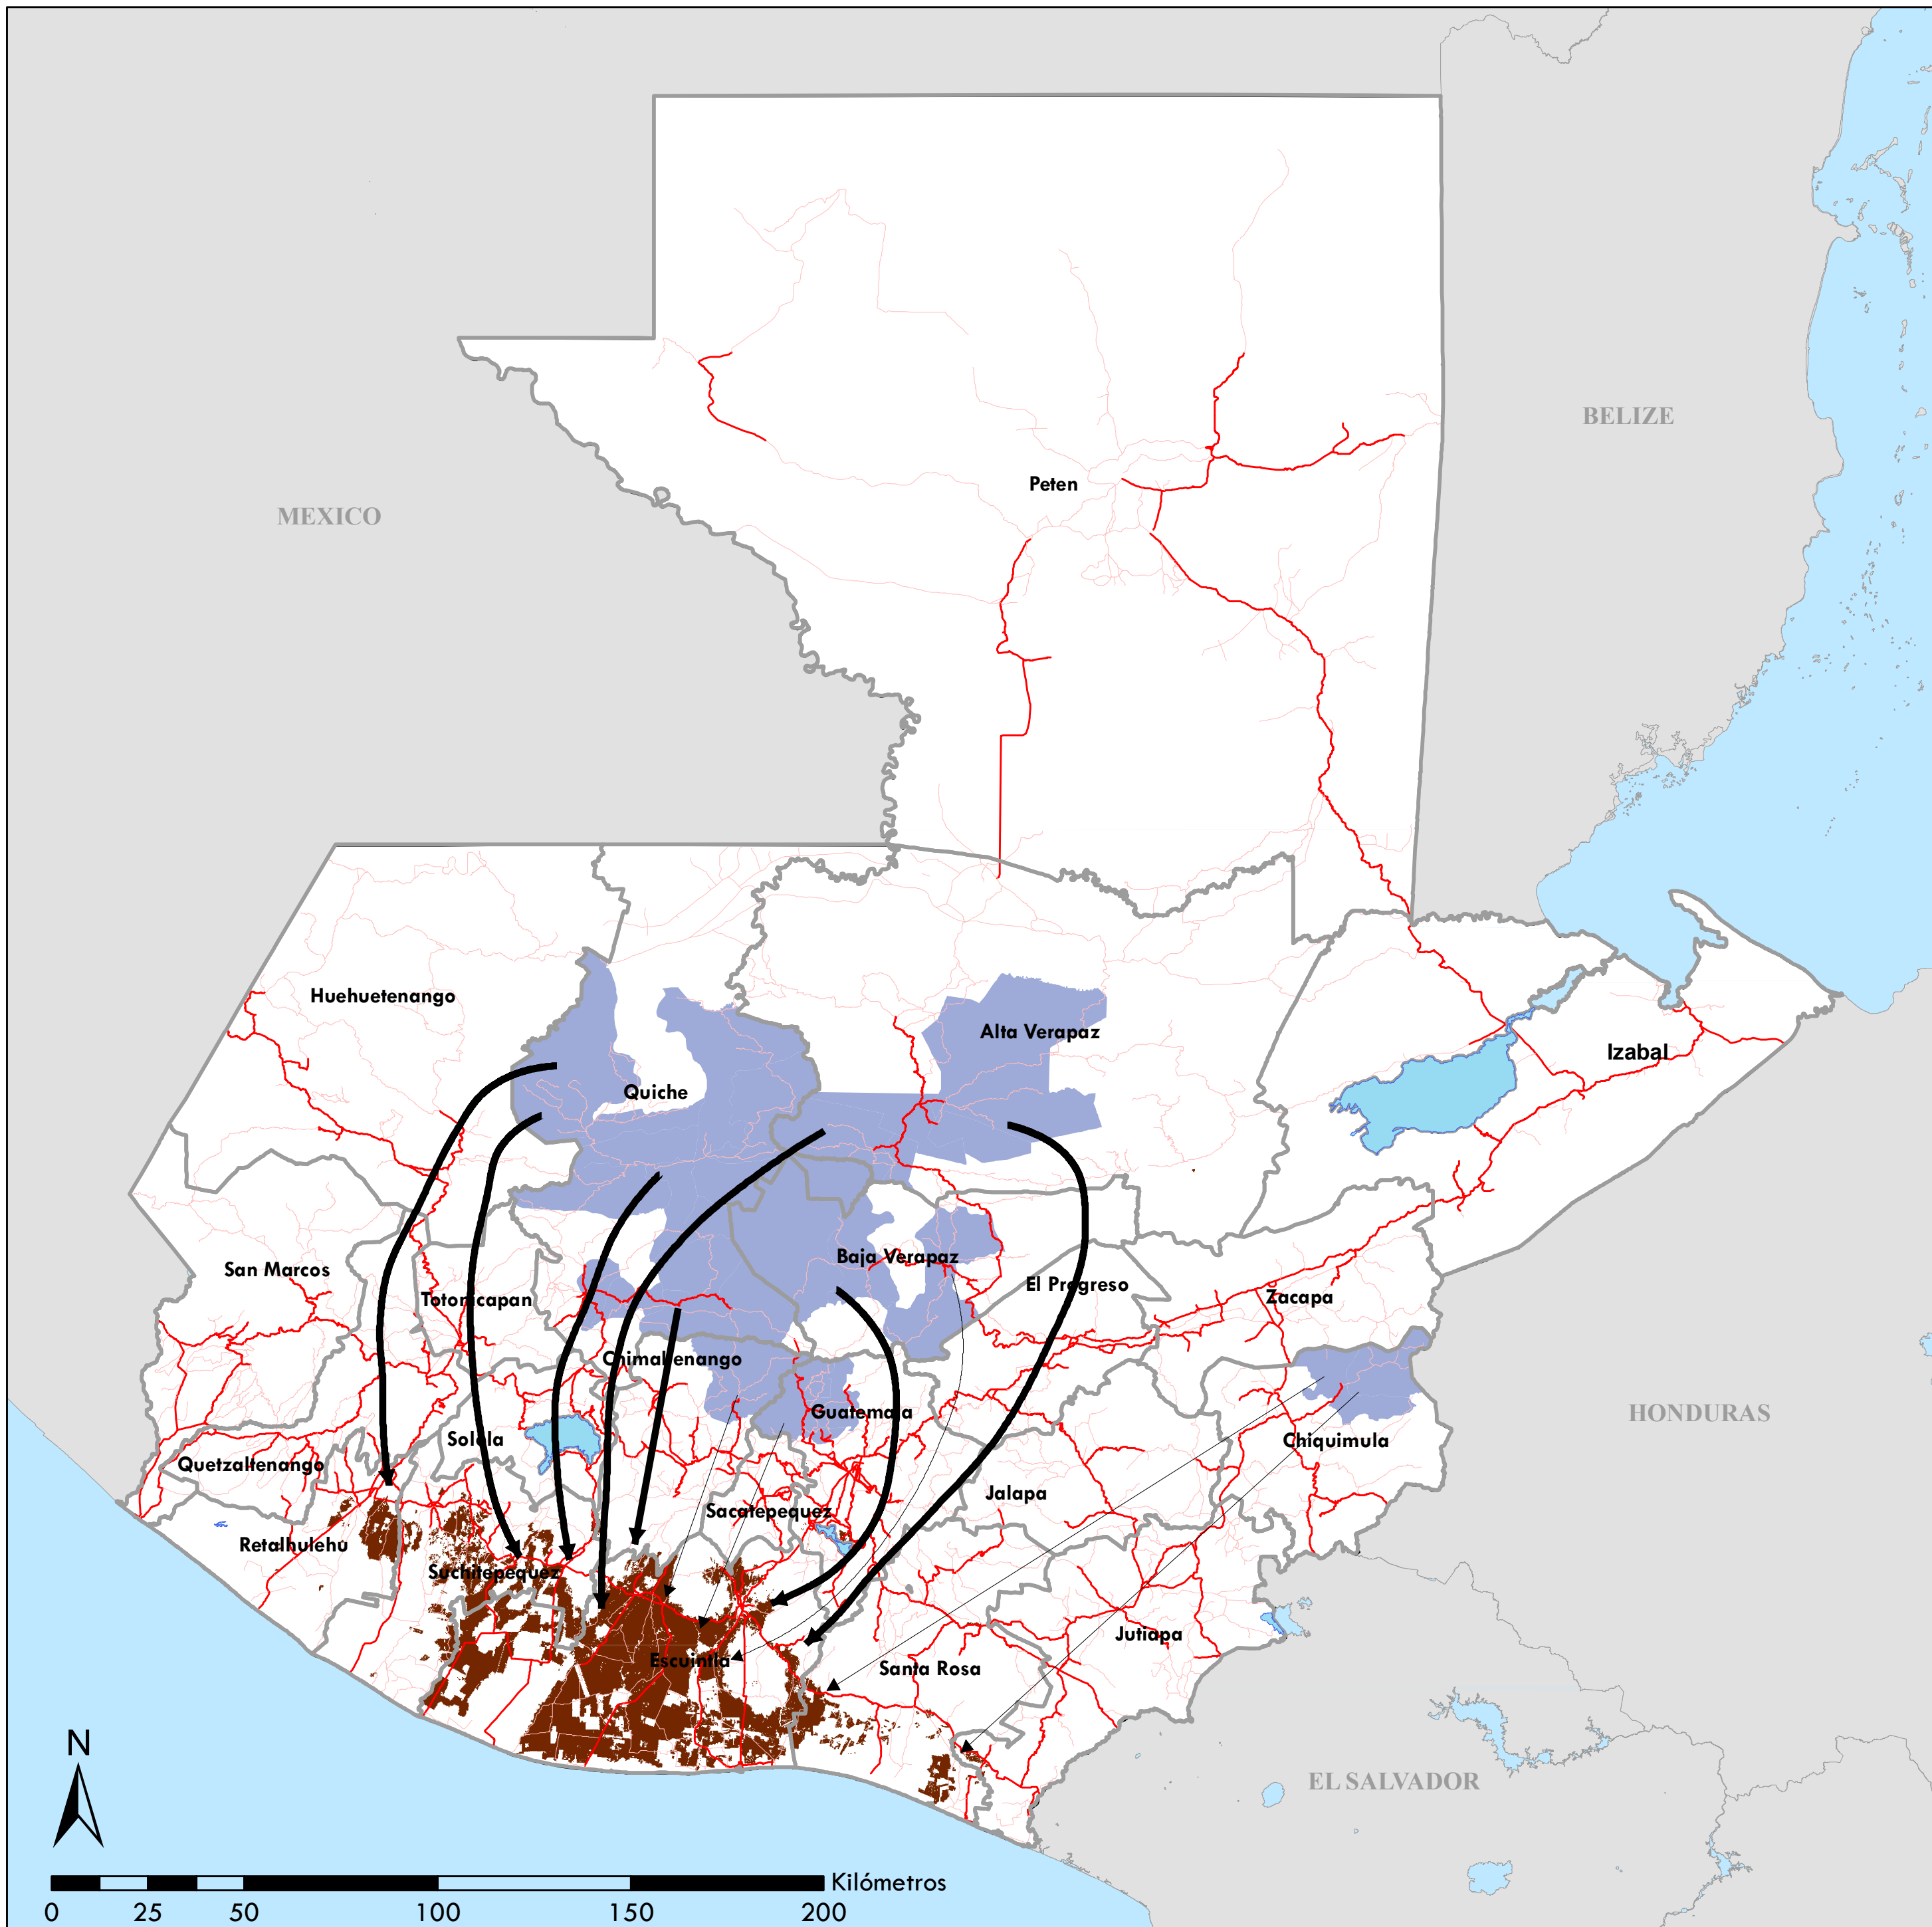 BELIZE
Peten
MEXICO
Huehuetenango
Alta Verapaz
Izabal
Quiche
Baja Verapaz
San Marcos
El Progreso
Totonicapan
Zacapa
Chimaltenango
Guatemala
HONDURAS
Solola
Chiquimula
Quetzaltenango
Jalapa
Sacatepequez
Retalhulehu
Suchitepequez
Jutiapa
Escuintla
Santa Rosa
N
EL SALVADOR
Kilómetros
0 25 50 100 150 200